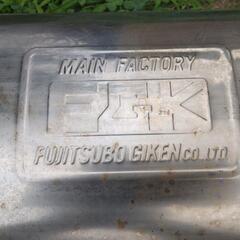 MAIN FACTORY
FGK
FUJITSUBO GIKEN CO.,LTD